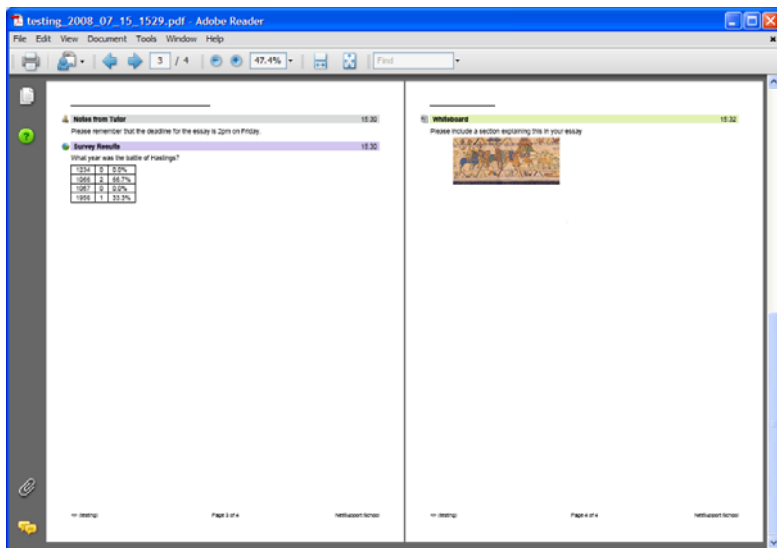 testing_2008_07_15_1529.pdf - Adobe Reader
File Edit View Document Tools Window Help
3 / 4 47.4% Find
Notes from Tutor 15:30
Please remember that the deadline for the essay is 2pm on Friday.
Survey Results 15:30
What year was the battle of Hastings?
1234 0 0.0%
1066 2 66.7%
1067 0 0.0%
1 33.3%
Page 3 of 4 NetSupport School
Whiteboard 15:32
Please include a section explaining this in your essay
Page 4 of 4 NetSupport School